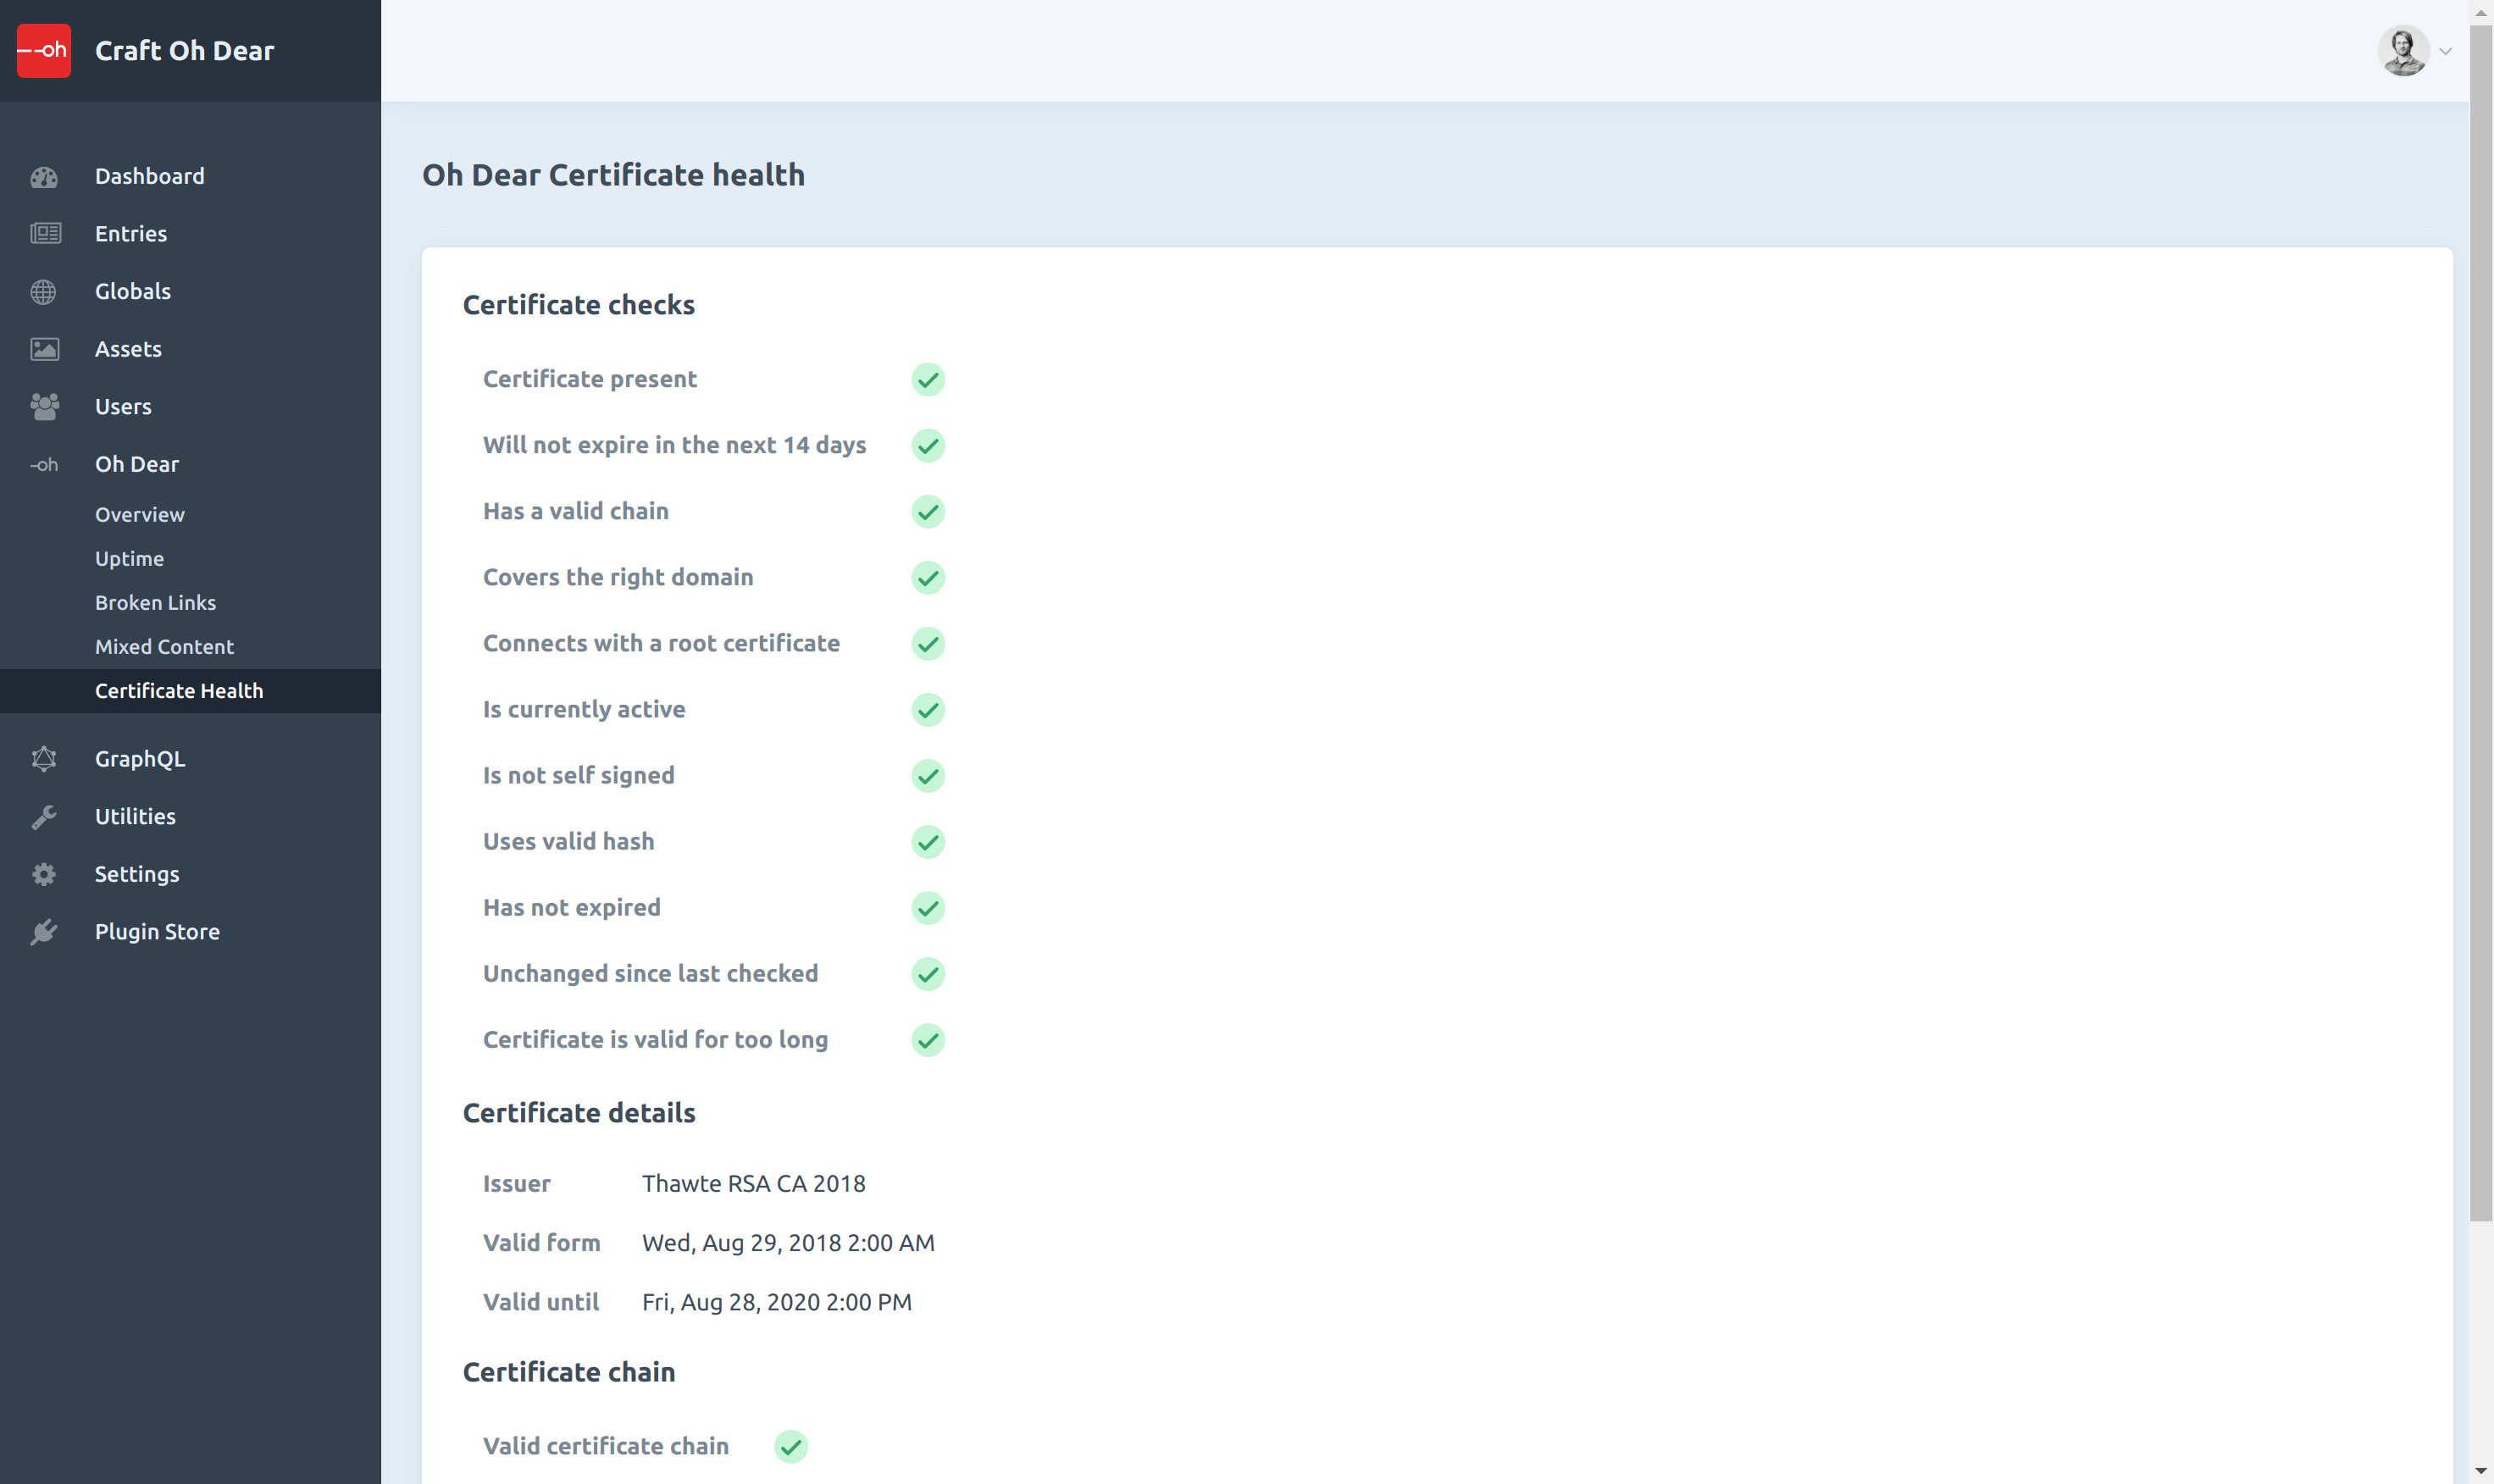 —-oh
Craft Oh Dear
Dashboard
Entries
Globals
Assets
Users
-oh
Oh Dear
Overview
Uptime
Broken Links
Mixed Content
Certificate Health
GraphQL
Utilities
Settings
Plugin Store
Oh Dear Certificate health
Certificate checks
Certificate present
Will not expire in the next 14 days
Has a valid chain
Covers the right domain
Connects with a root certificate
Is currently active
Is not self signed
Uses valid hash
Has not expired
Unchanged since last checked
Certificate is valid for too long
Certificate details
Issuer Thawte RSA CA 2018
Valid form Wed, Aug 29, 2018 2:00 AM
Valid until Fri, Aug 28, 2020 2:00 PM
Certificate chain
Valid certificate chain